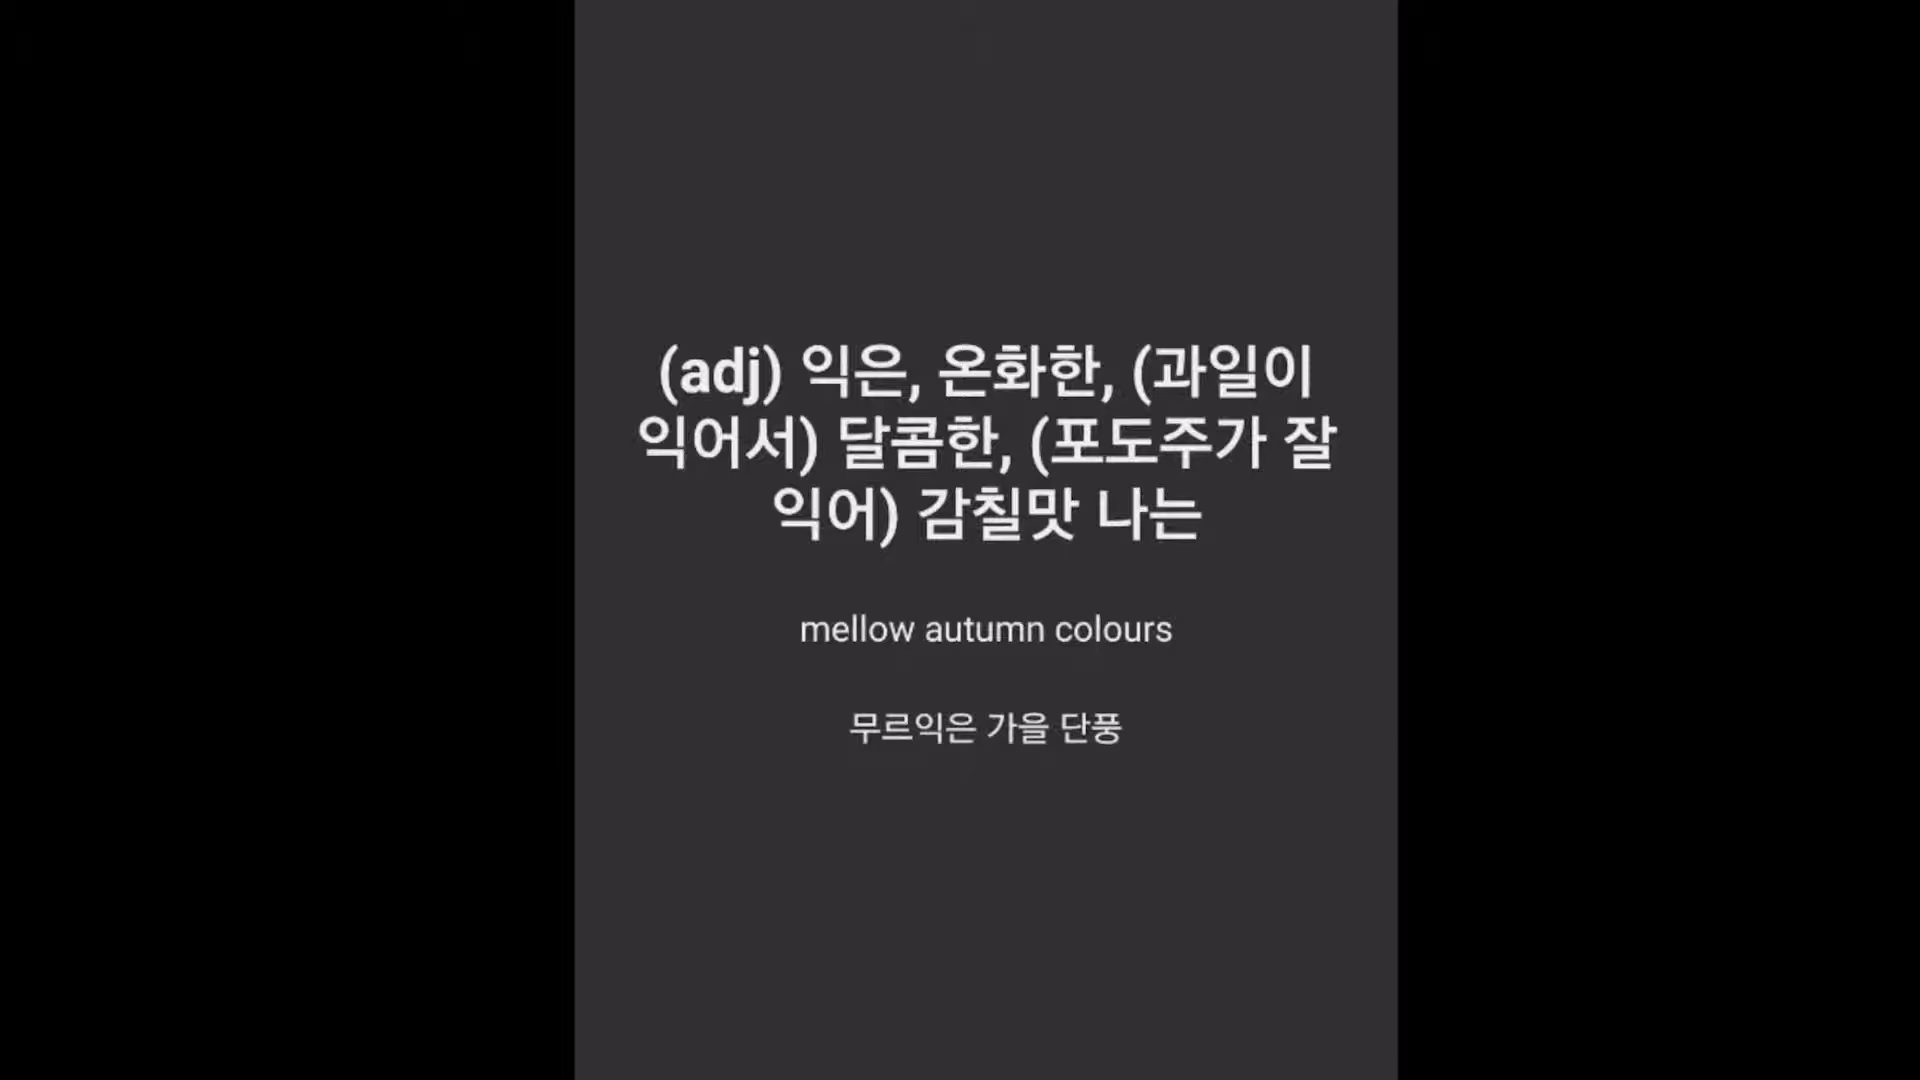 (adj) 익은, 온화한, (과일이
익어서) 달콤한, (포도주가 잘
익어) 감칠맛 나는
mellow autumn colours
무르익은 가을 단풍